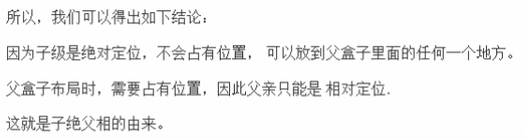 所以，我们可以得出如下结论：
因为子级是绝对定位，不会占有位置， 可以放到父盒子里面的任何一个地方。
父盒子布局时，需要占有位置，因此父亲只能是 相对定位.
这就是子绝父相的由来。